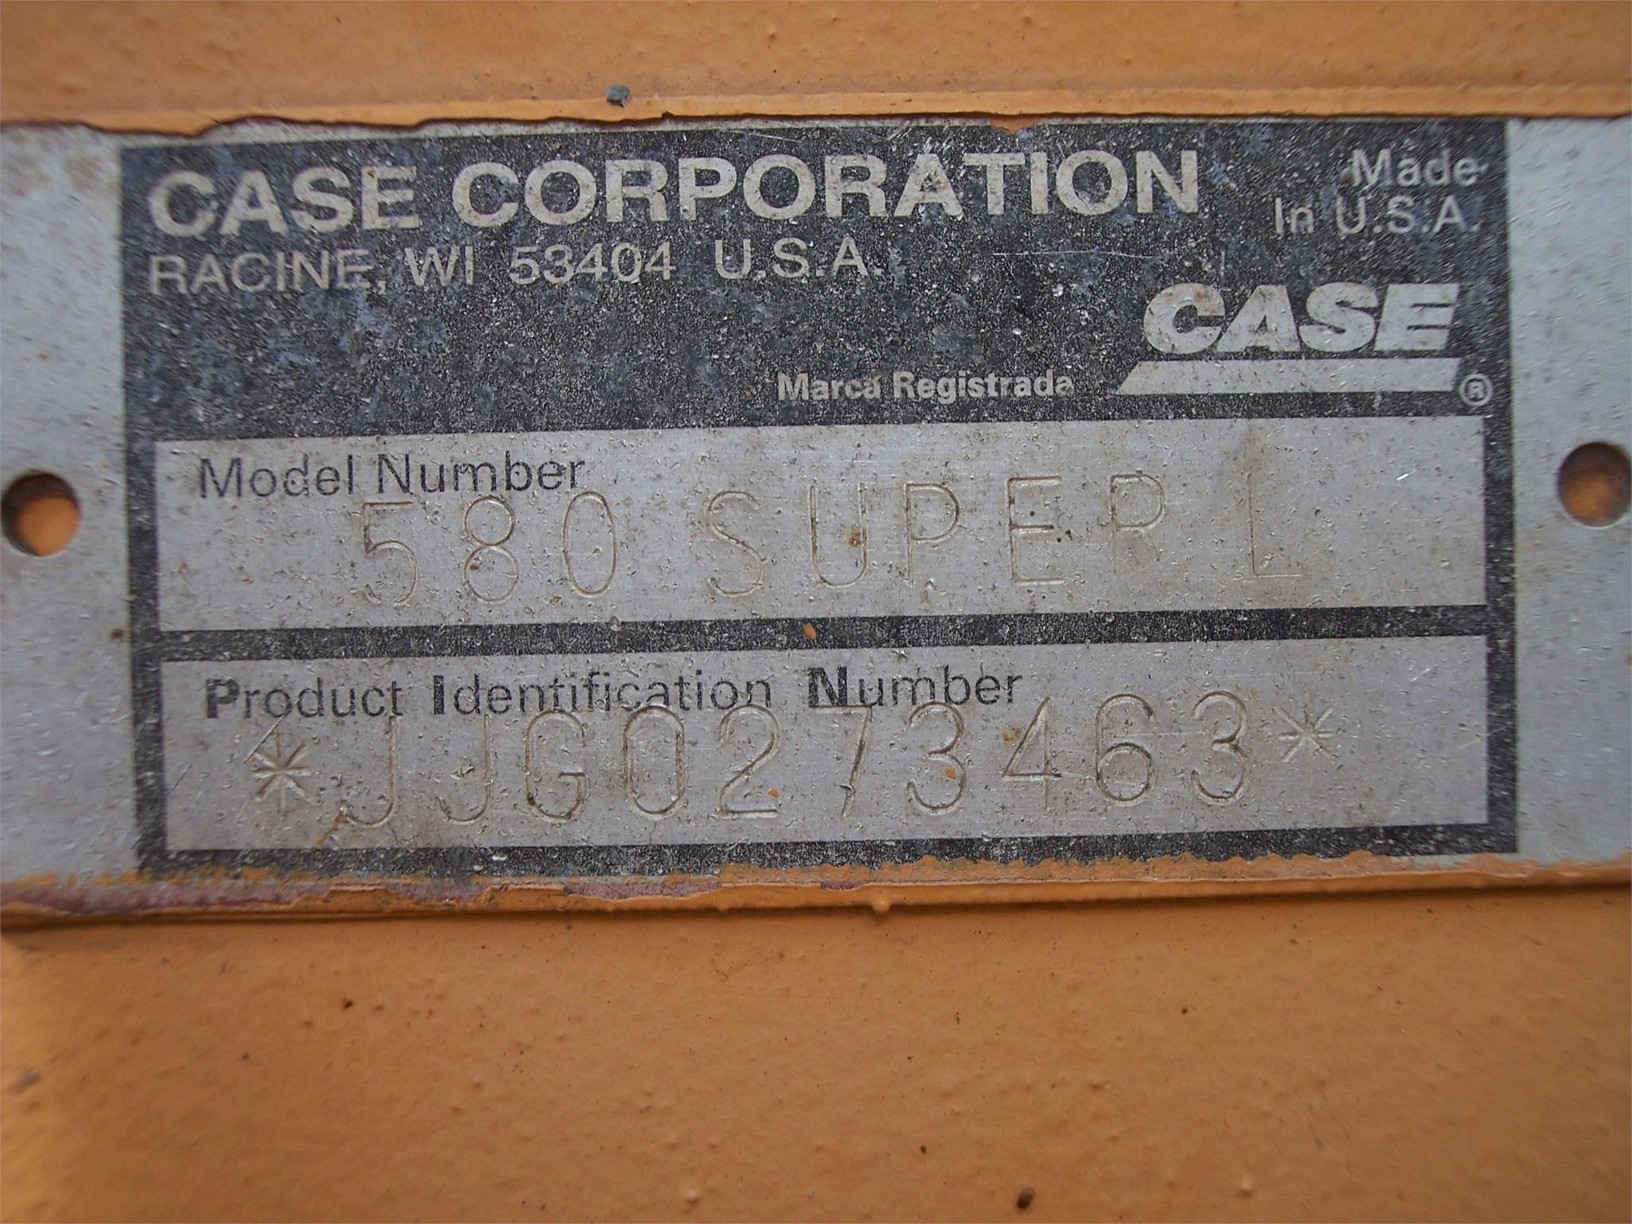 CASE CORPORATION
RACINE, WI 53404 U.S.A.
Made
In U.S.A.
CASE
Marca Registrada
®
Model Number
580 SUPER L
Product Identification Number
*JJG0273463*